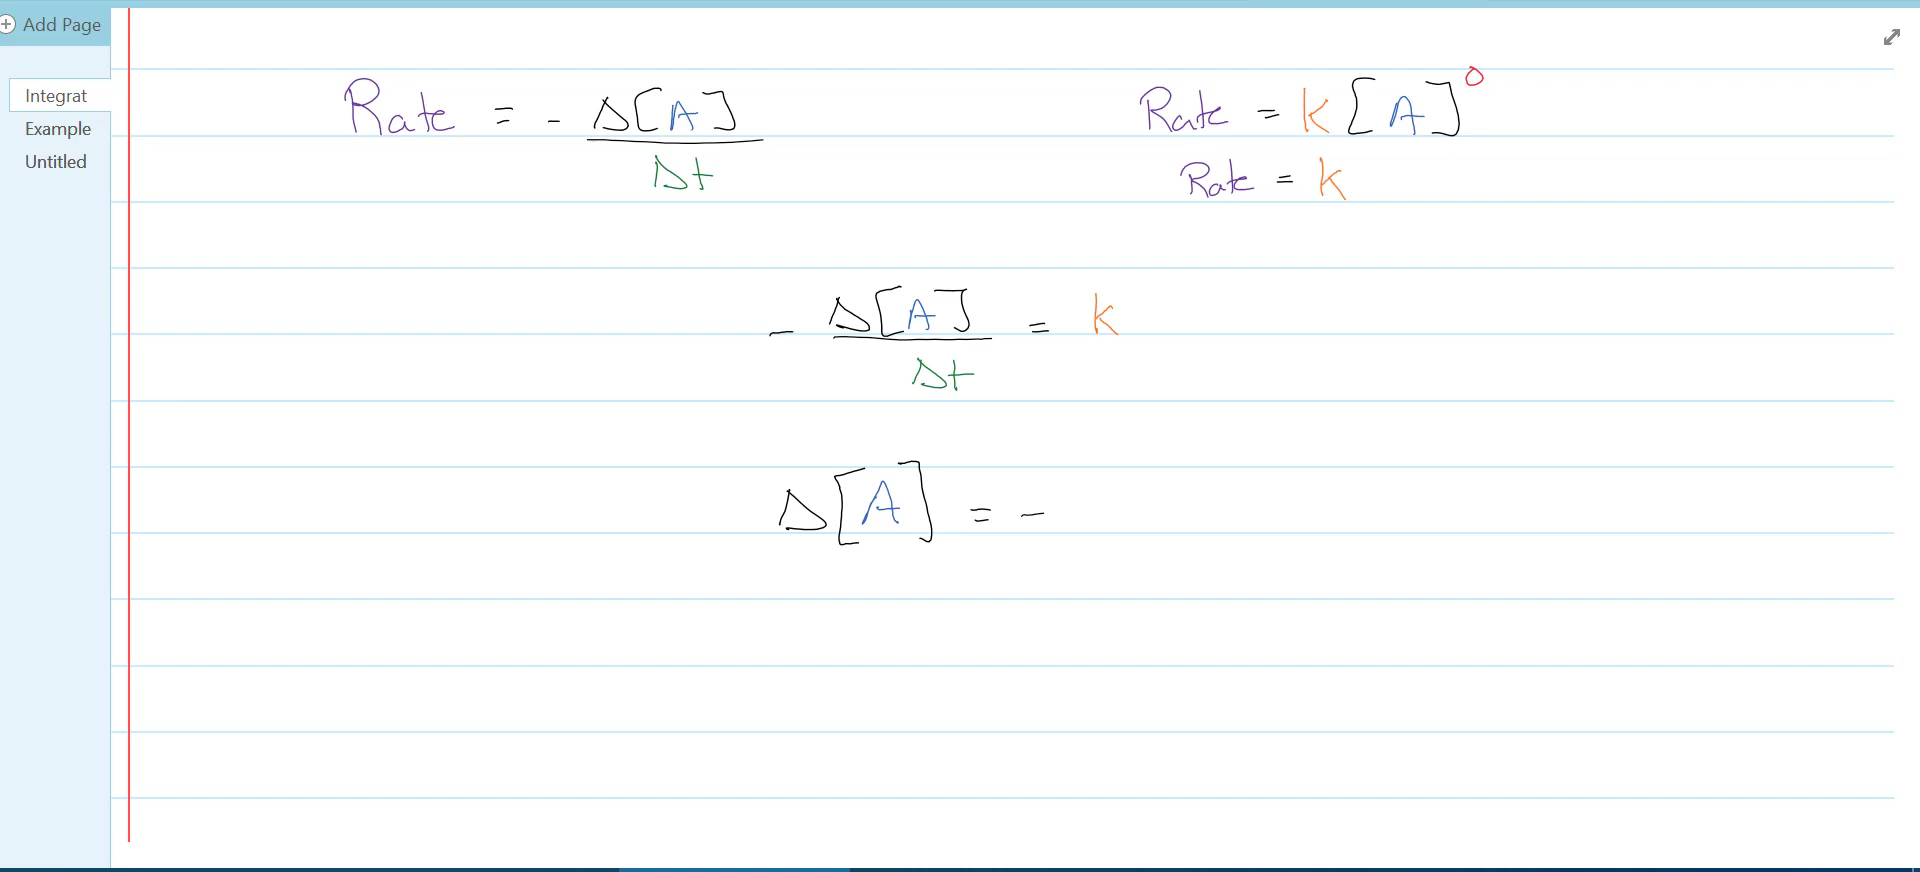 Add Page
Integrat
Example
Untitled
Rate = - Δ[A] / Δt
Rate = k[A]⁰
Rate = k
- Δ[A] / Δt = k
Δ[A] = -